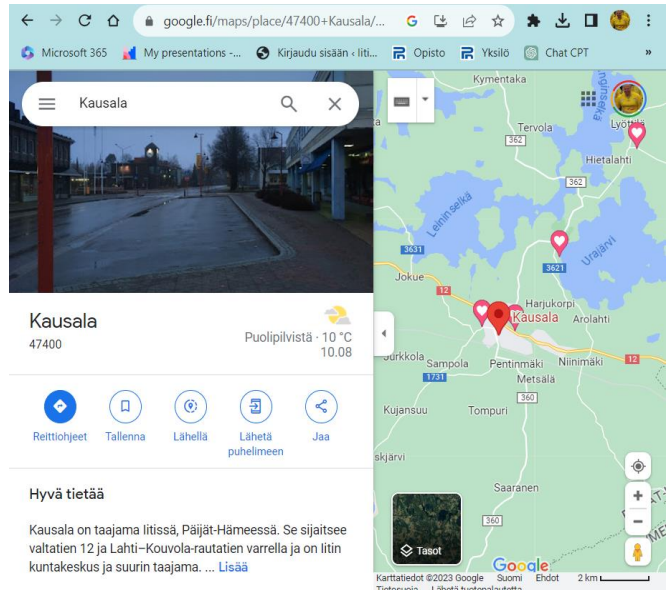 google.fi/maps/place/47400+Kausala/...
Microsoft 365
My presentations -...
Kirjaudu sisään ‹ Iiti...
Opisto
Yksilö
Chat CPT
»
Kausala
Kausala
47400
Puolipilvistä · 10 °C
10.08
Reittiohjeet
Tallenna
Lähellä
Lähetä
puhelimeen
Jaa
Hyvä tietää
Kausala on taajama Iitissä, Päijät-Hämeessä. Se sijaitsee
valtatien 12 ja Lahti–Kouvola-rautatien varrella ja on Iitin
kuntakeskus ja suurin taajama. ... Lisää
Kymentaka
Tervola
362
Hietalahti
362
Leininselkä
Urajärvi
3631
3621
Jokue
12
Harjukorpi
Kausala
Arolahti
Sampola
Pentinmäki
Niinimäki
12
1731
Metsälä
360
Kujansuu
Tompuri
skjärvi
Saaranen
360
Tasot
Google
Karttatiedot ©2023 Google
Suomi
Ehdot
2 km